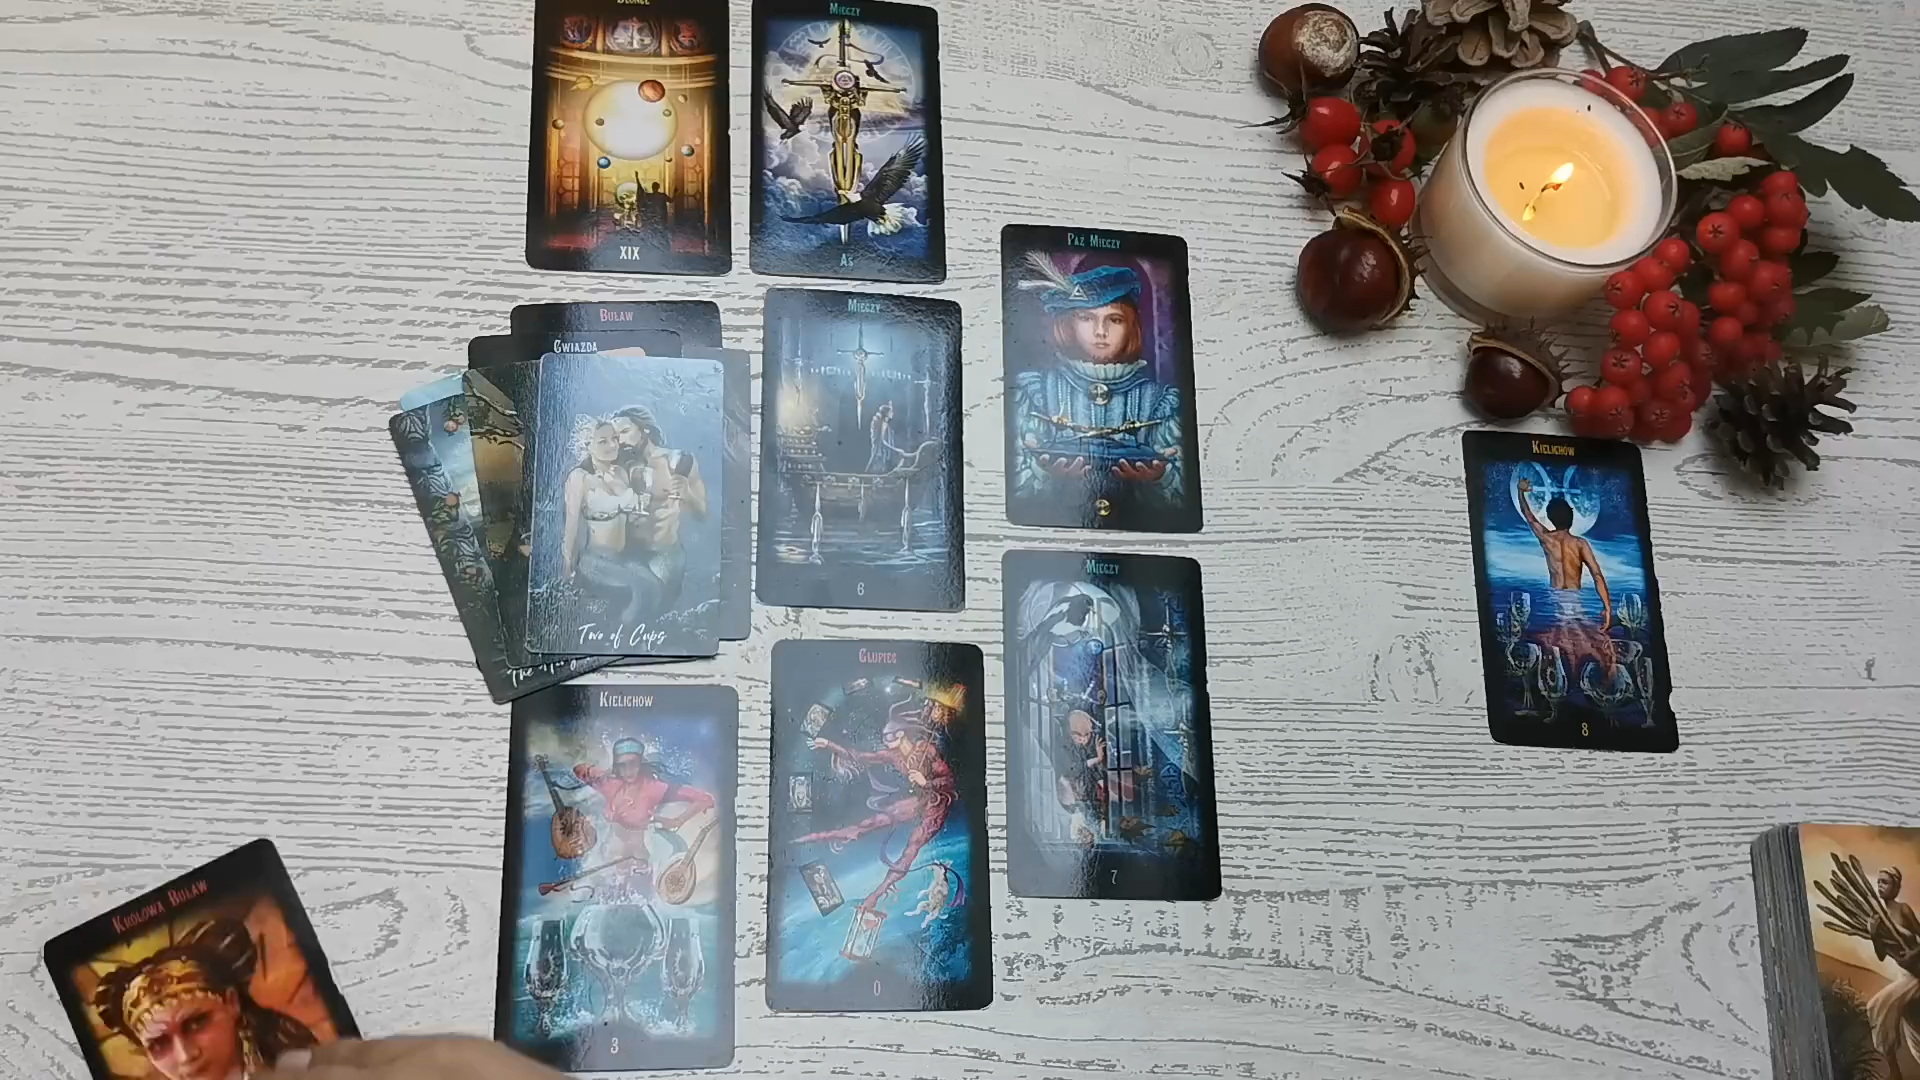 SŁOŃCE
XIX
MIECZY
AS
PAŹ MIECZY
BUŁAW
GWIAZDA
Two of Cups
The
MIECZY
6
MIECZY
7
KIELICHÓW
8
KIELICHÓW
3
GŁUPIEC
0
KRÓLOWA BUŁAW